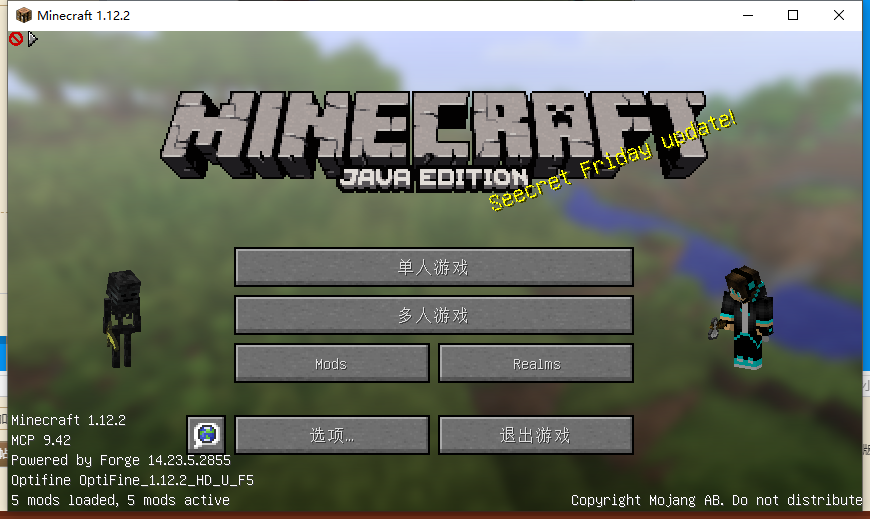 Minecraft 1.12.2
MINECRAFT
JAVA EDITION
Seecret Friday update!
单人游戏
多人游戏
Mods
Realms
选项...
退出游戏
Minecraft 1.12.2
MCP 9.42
Powered by Forge 14.23.5.2855
Optifine OptiFine_1.12.2_HD_U_F5
5 mods loaded, 5 mods active
Copyright Mojang AB. Do not distribute